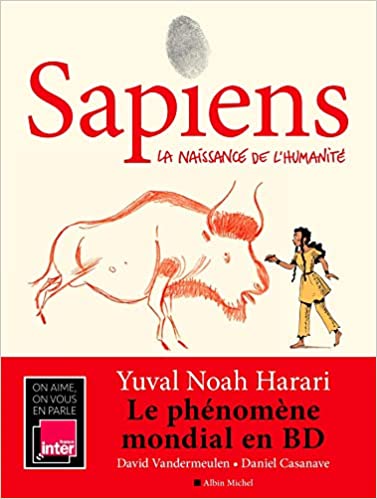 Sapiens
LA NAISSANCE DE L'HUMANITÉ
ON AIME,
ON VOUS
EN PARLE
france
inter
Yuval Noah Harari
Le phénomène
mondial en BD
David Vandermeulen • Daniel Casanave
Albin Michel